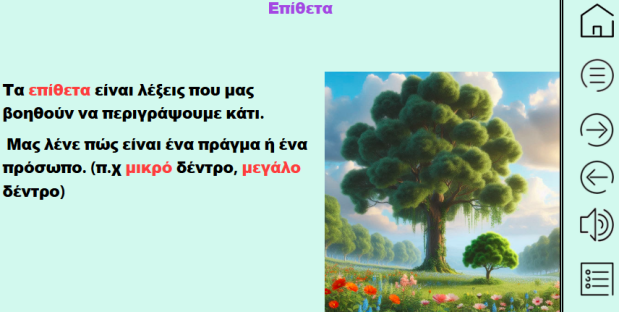 Επίθετα
Τα επίθετα είναι λέξεις που μας
βοηθούν να περιγράψουμε κάτι.
Μας λένε πώς είναι ένα πράγμα ή ένα
πρόσωπο. (π.χ μικρό δέντρο, μεγάλο
δέντρο)